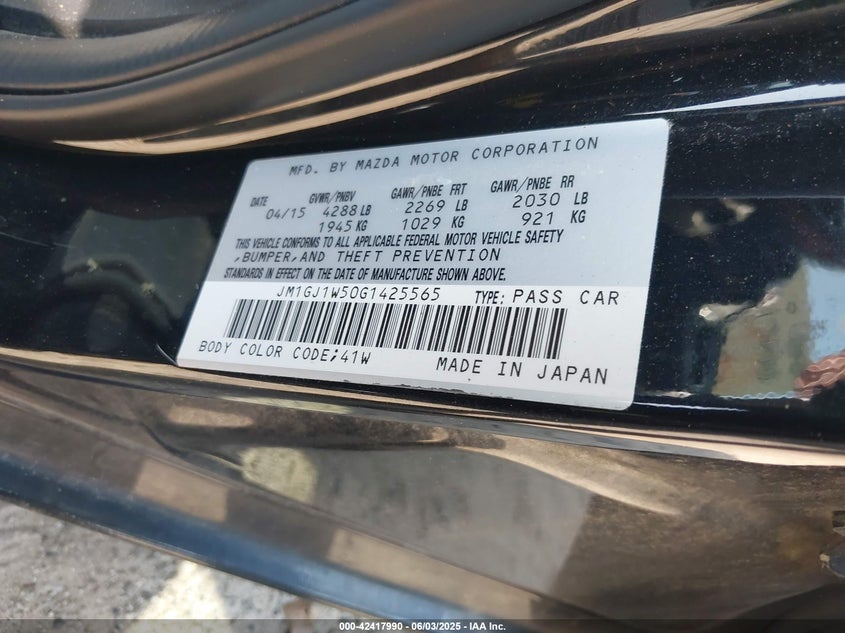 MFD. BY MAZDA MOTOR CORPORATION
DATE GVWR/PNBV GAWR/PNBE FRT GAWR/PNBE RR
04/15 4288 LB 2269 LB 2030 LB
1945 KG 1029 KG 921 KG
THIS VEHICLE CONFORMS TO ALL APPLICABLE FEDERAL MOTOR VEHICLE SAFETY
,BUMPER,AND THEFT PREVENTION
STANDARDS IN EFFECT ON THE DATE OF MANUFACTURE SHOWN ABOVE.
JM1GJ1W50G1425565 TYPE: PASS CAR
BODY COLOR CODE;41W MADE IN JAPAN
000-42417990 - 06/03/2025 - IAA Inc.